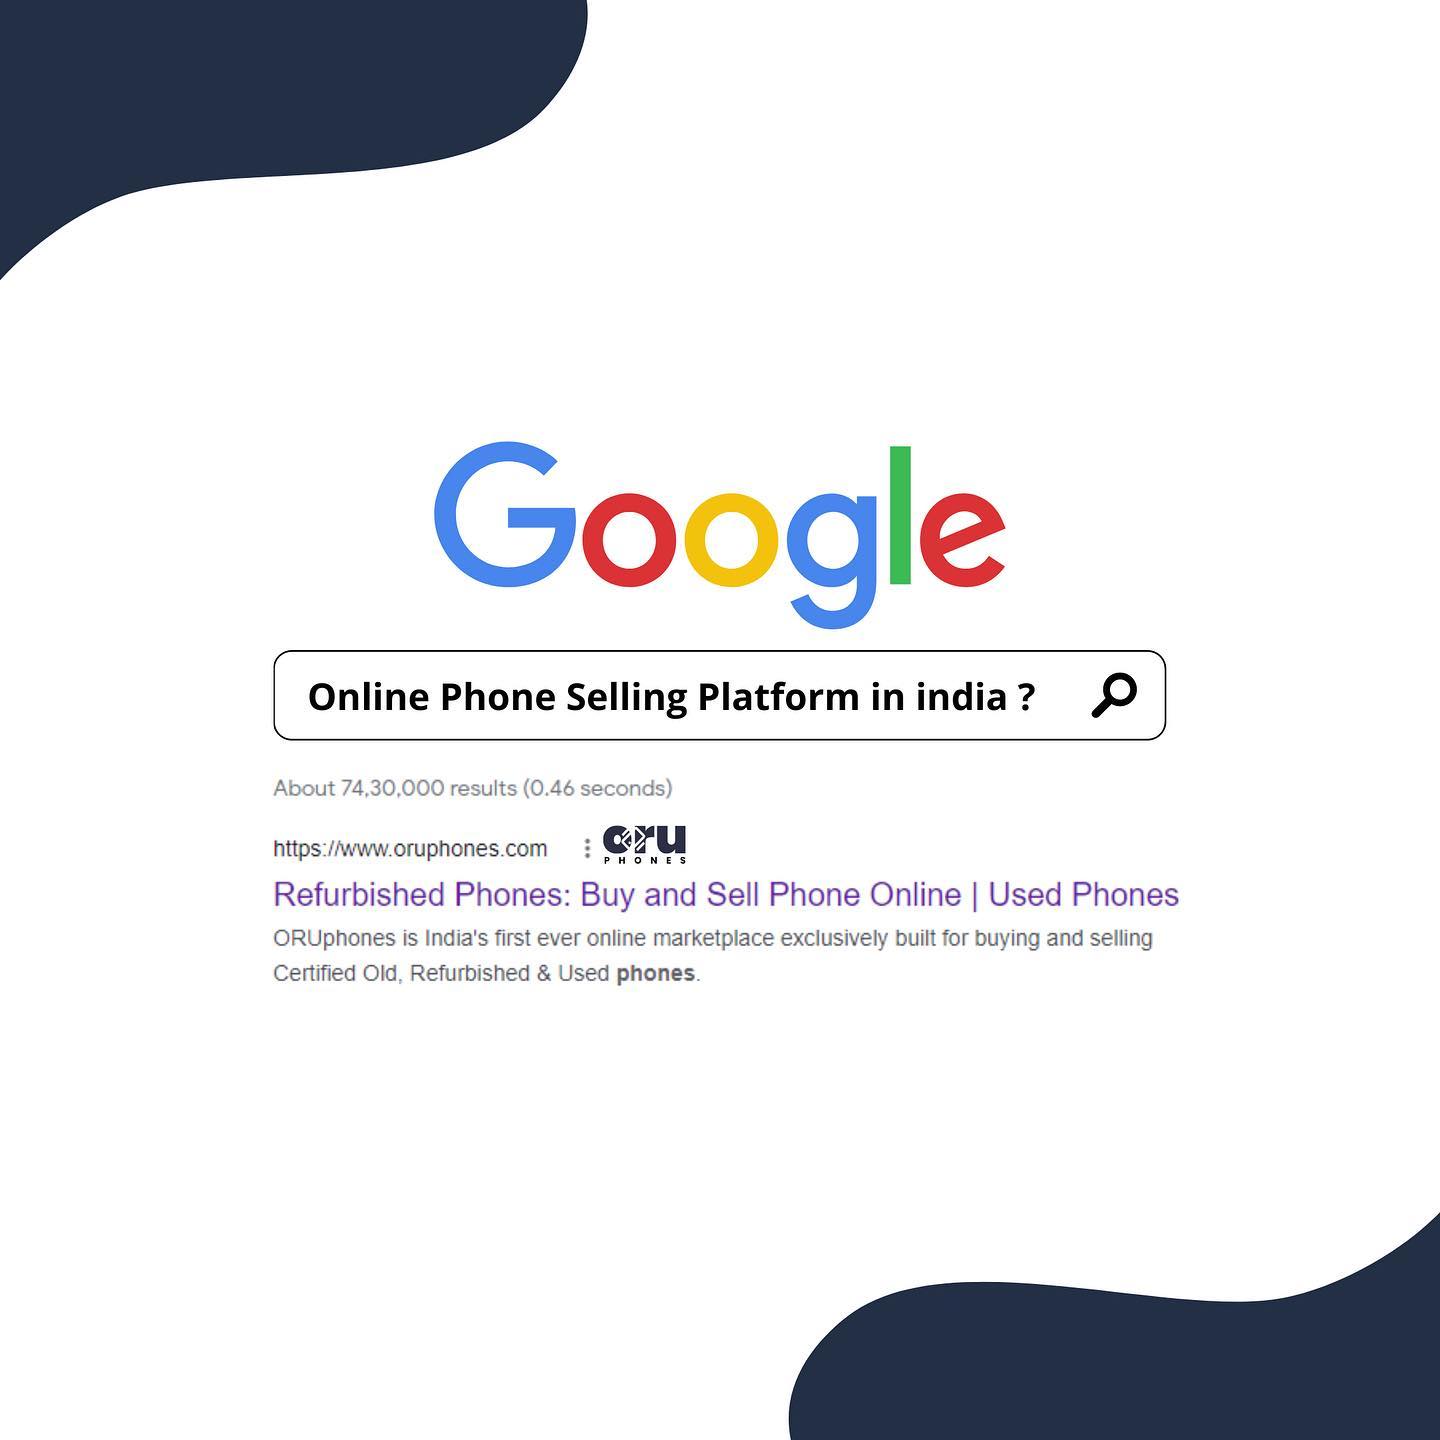 Google
Online Phone Selling Platform in india ?
About 74,30,000 results (0.46 seconds)
https://www.oruphones.com
oru
PHONES
Refurbished Phones: Buy and Sell Phone Online | Used Phones
ORUphones is India's first ever online marketplace exclusively built for buying and selling
Certified Old, Refurbished & Used phones.